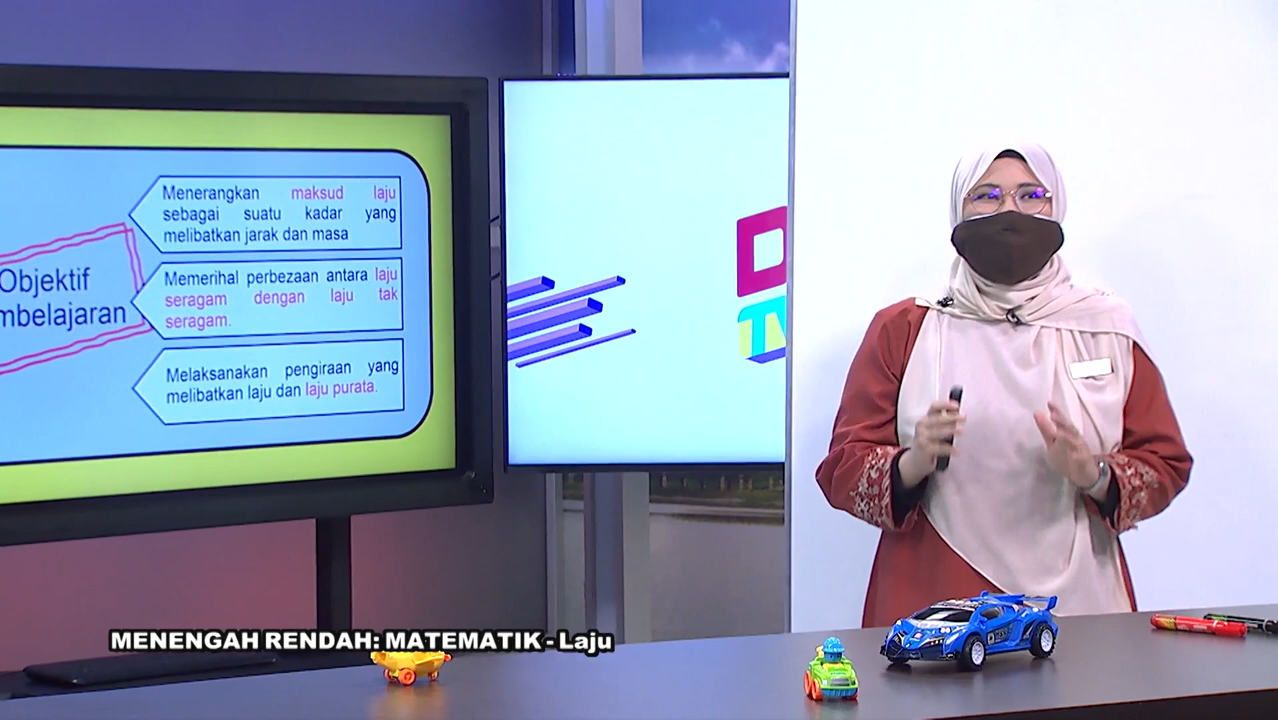 Objektif
mbelajaran
Menerangkan maksud laju
sebagai suatu kadar yang
melibatkan jarak dan masa
Memerihal perbezaan antara laju
seragam dengan laju tak
seragam.
Melaksanakan pengiraan yang
melibatkan laju dan laju purata.
D
TV
MENENGAH RENDAH: MATEMATIK - Laju